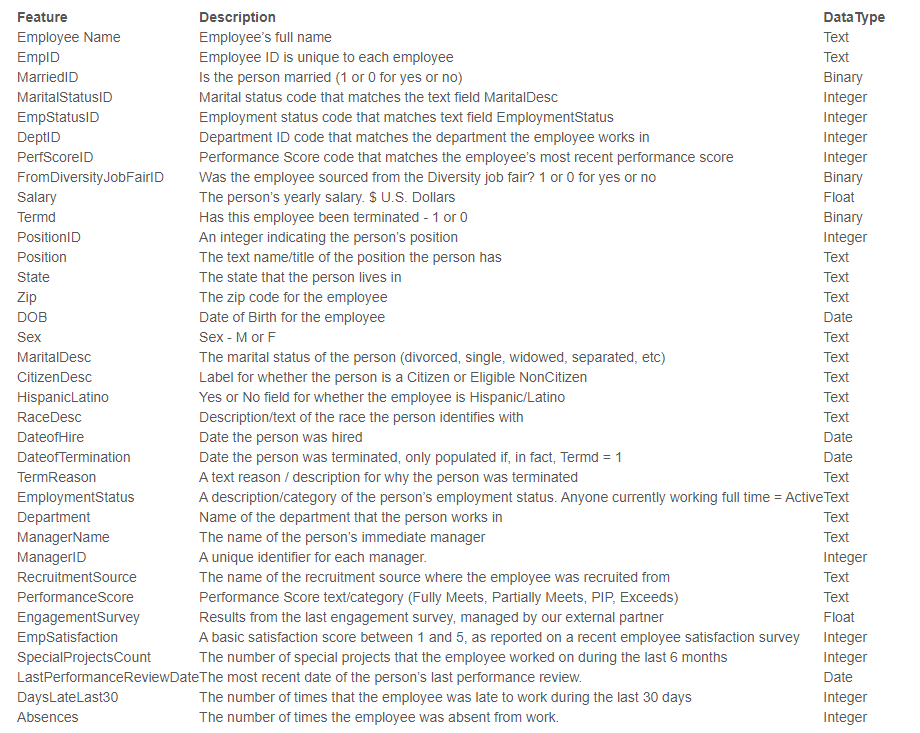 Feature Description DataType
Employee Name Employee’s full name Text
EmpID Employee ID is unique to each employee Text
MarriedID Is the person married (1 or 0 for yes or no) Binary
MaritalStatusID Marital status code that matches the text field MaritalDesc Integer
EmpStatusID Employment status code that matches text field EmploymentStatus Integer
DeptID Department ID code that matches the department the employee works in Integer
PerfScoreID Performance Score code that matches the employee’s most recent performance score Integer
FromDiversityJobFairID Was the employee sourced from the Diversity job fair? 1 or 0 for yes or no Binary
Salary The person’s yearly salary. $ U.S. Dollars Float
Termd Has this employee been terminated - 1 or 0 Binary
PositionID An integer indicating the person’s position Integer
Position The text name/title of the position the person has Text
State The state that the person lives in Text
Zip The zip code for the employee Text
DOB Date of Birth for the employee Date
Sex Sex - M or F Text
MaritalDesc The marital status of the person (divorced, single, widowed, separated, etc) Text
CitizenDesc Label for whether the person is a Citizen or Eligible NonCitizen Text
HispanicLatino Yes or No field for whether the employee is Hispanic/Latino Text
RaceDesc Description/text of the race the person identifies with Text
DateofHire Date the person was hired Date
DateofTermination Date the person was terminated, only populated if, in fact, Termd = 1 Date
TermReason A text reason / description for why the person was terminated Text
EmploymentStatus A description/category of the person’s employment status. Anyone currently working full time = Active Text
Department Name of the department that the person works in Text
ManagerName The name of the person’s immediate manager Text
ManagerID A unique identifier for each manager. Integer
RecruitmentSource The name of the recruitment source where the employee was recruited from Text
PerformanceScore Performance Score text/category (Fully Meets, Partially Meets, PIP, Exceeds) Text
EngagementSurvey Results from the last engagement survey, managed by our external partner Float
EmpSatisfaction A basic satisfaction score between 1 and 5, as reported on a recent employee satisfaction survey Integer
SpecialProjectsCount The number of special projects that the employee worked on during the last 6 months Integer
LastPerformanceReviewDate The most recent date of the person’s last performance review. Date
DaysLateLast30 The number of times that the employee was late to work during the last 30 days Integer
Absences The number of times the employee was absent from work. Integer